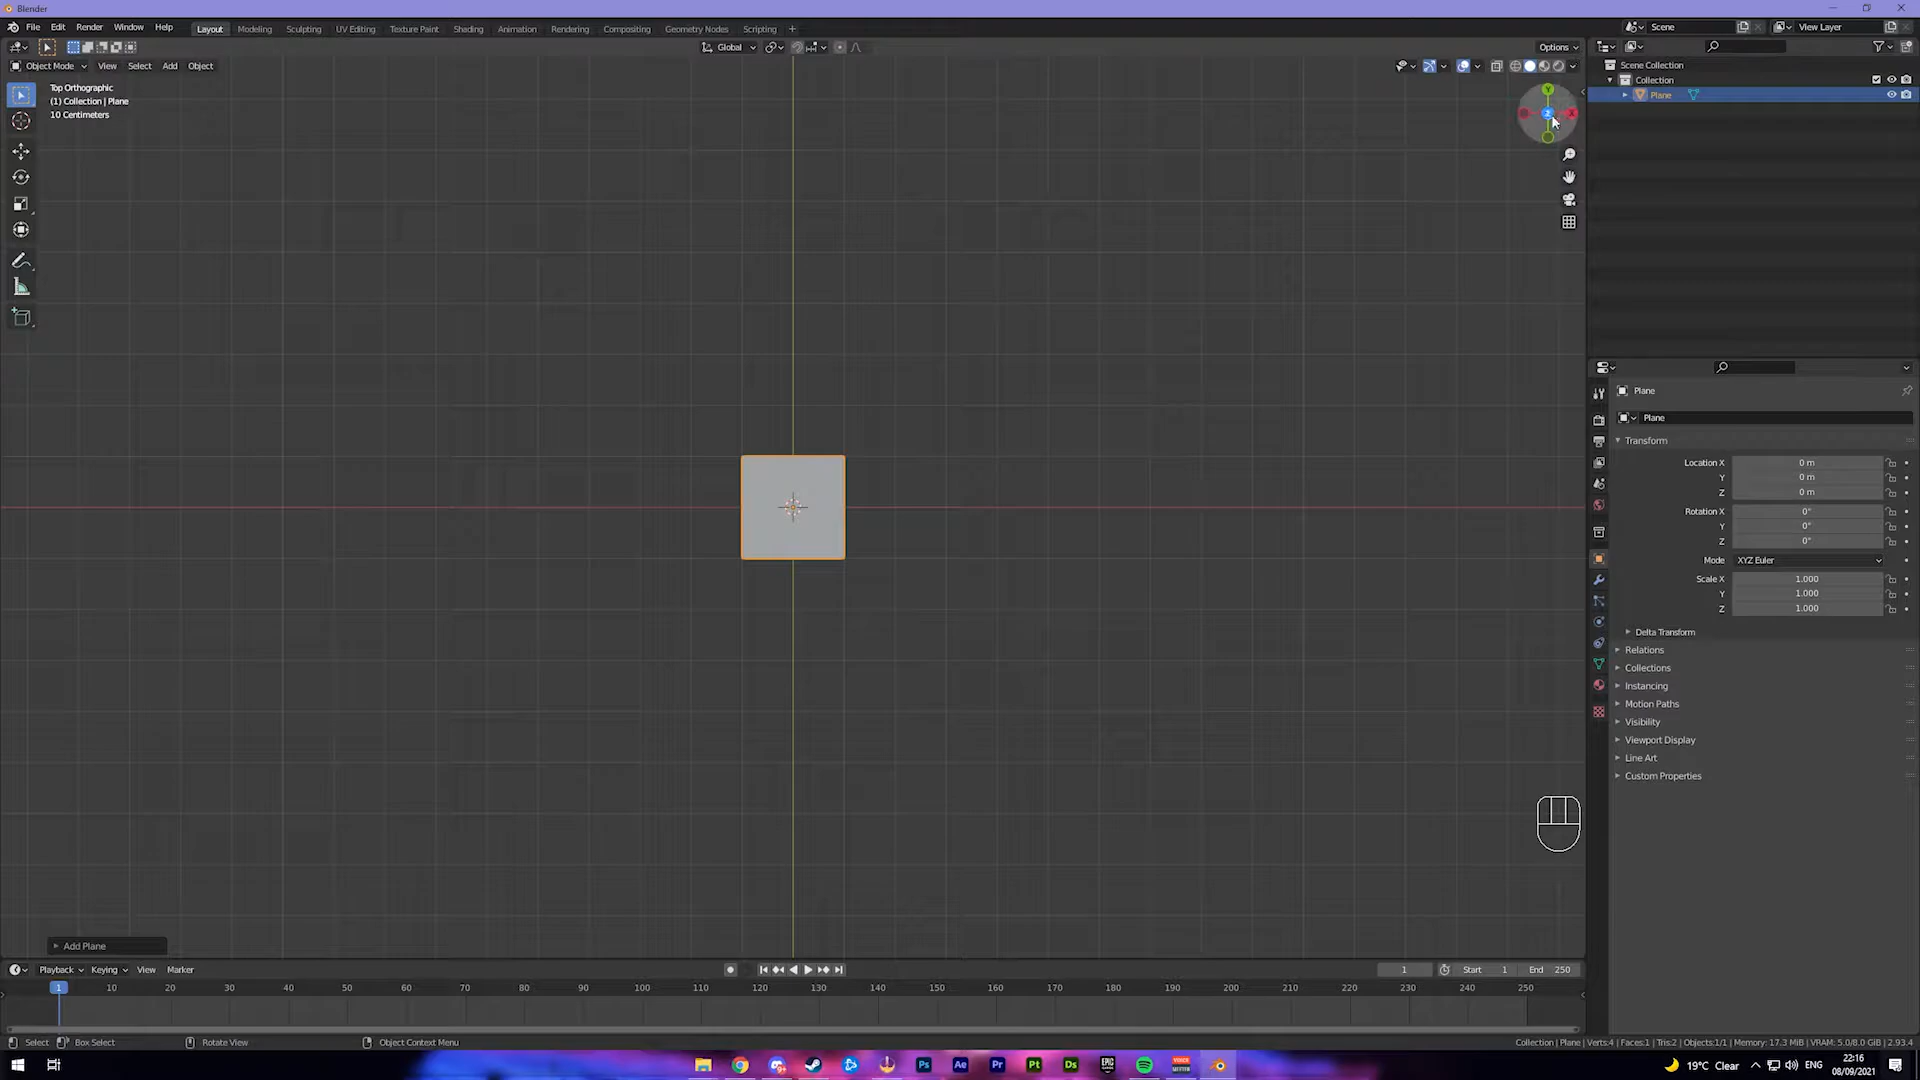 Blender
File Edit Render Window Help
Layout Modeling Sculpting UV Editing Texture Paint Shading Animation Rendering Compositing Geometry Nodes Scripting +
Scene View Layer
Global
Options
Object Mode View Select Add Object
Top Orthographic
(1) Collection | Plane
10 Centimeters
Y
Z
X
Scene Collection
Collection
Plane
Plane
Plane
Transform
Location X 0 m
Y 0 m
Z 0 m
Rotation X 0°
Y 0°
Z 0°
Mode XYZ Euler
Scale X 1.000
Y 1.000
Z 1.000
Delta Transform
Relations
Collections
Instancing
Motion Paths
Visibility
Viewport Display
Line Art
Custom Properties
Add Plane
Playback Keying View Marker
1 Start 1 End 250
1 10 20 30 40 50 60 70 80 90 100 110 120 130 140 150 160 170 180 190 200 210 220 230 240 250
Select Box Select Rotate View Object Context Menu
Collection | Plane | Verts:4 | Faces:1 | Tris:2 | Objects:1/1 | Memory: 17.3 MiB | VRAM: 5.0/8.0 GiB | 2.93.4
Ps Ae Pr Pt Ds
19°C Clear ENG
22:16
08/09/2021